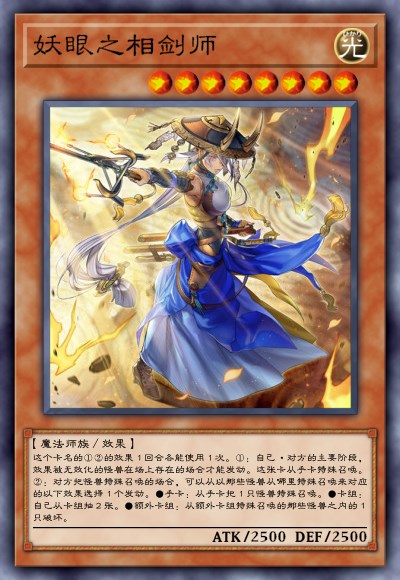 妖眼之相剑师
光
【魔法师族／效果】
这个卡名的①②的效果1回合各能使用1次。①：自己·对方的主要阶段，
效果被无效化的怪兽在场上存在的场合才能发动。这张卡从手卡特殊召唤。
②：对方把怪兽特殊召唤的场合，可以从以那些怪兽从哪里特殊召唤来对应
的以下效果选择1个发动。●手卡：从手卡把1只怪兽特殊召唤。●卡组：
自己从卡组抽2张。●额外卡组：从额外卡组特殊召唤的那些怪兽之内的1
只破坏。
ATK/2500 DEF/2500